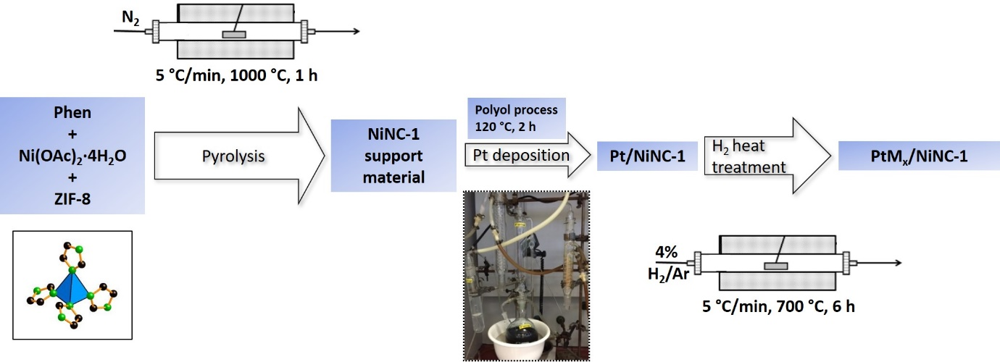 N₂
5 °C/min, 1000 °C, 1 h
Phen
+
Ni(OAc)₂·4H₂O
+
ZIF-8
Pyrolysis
NiNC-1
support
material
Polyol process
120 °C, 2 h
Pt deposition
Pt/NiNC-1
H₂ heat
treatment
PtMₓ/NiNC-1
4%
H₂/Ar
5 °C/min, 700 °C, 6 h